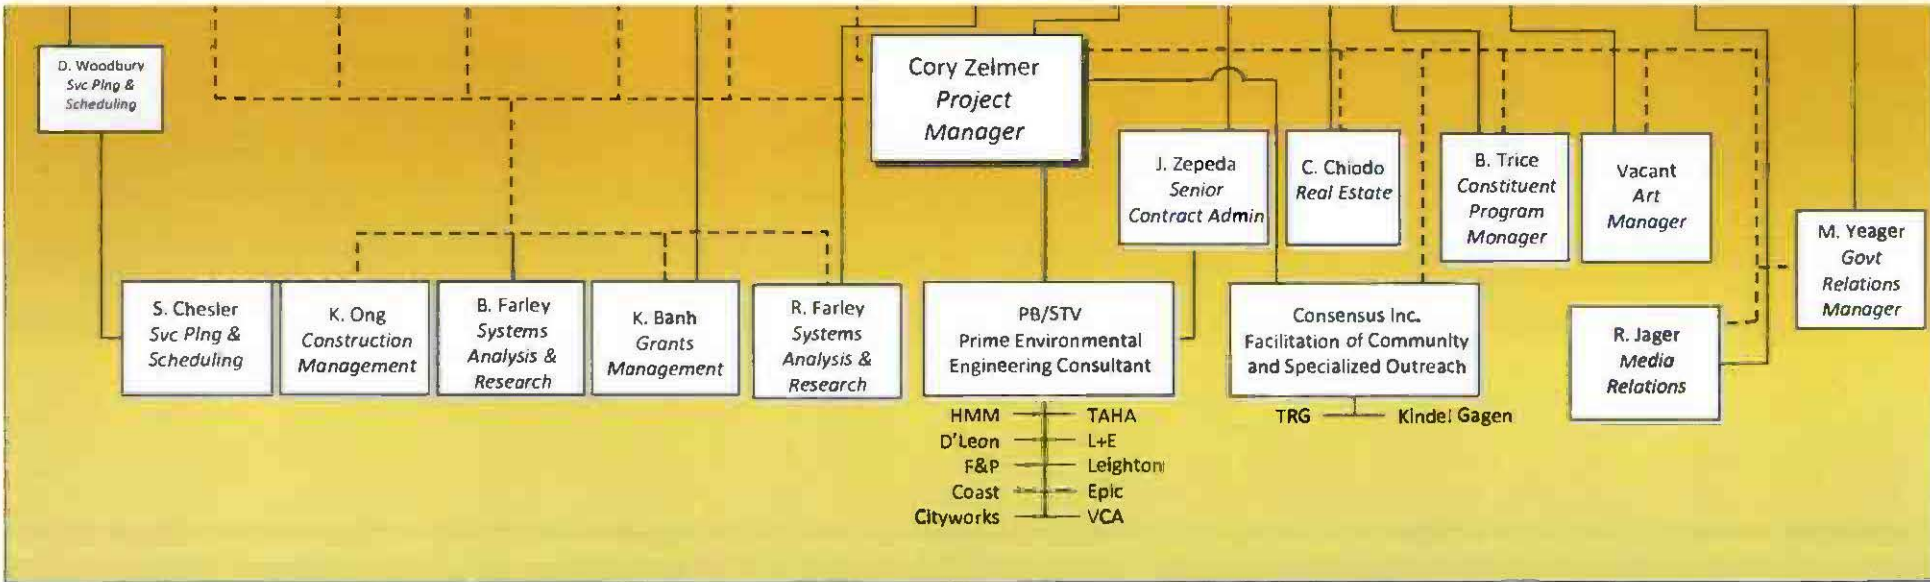 D. Woodbury
Svc Plng &
Scheduling
Cory Zelmer
Project
Manager
J. Zepeda
Senior
Contract Admin
C. Chiodo
Real Estate
B. Trice
Constituent
Program
Monager
Vacant
Art
Manager
M. Yeager
Govt
Relations
Manager
S. Chesler
Svc Plng &
Scheduling
K. Ong
Construction
Management
B. Farley
Systems
Analysis &
Research
K. Banh
Grants
Management
R. Farley
Systems
Analysis &
Research
PB/STV
Prime Environmental
Engineering Consultant
Consensus Inc.
Facilitation of Community
and Specialized Outreach
R. Jager
Media
Relations
HMM TAHA
D'Leon L+E
F&P Leighton
Coast Epic
Cityworks VCA
TRG Kindel Gagen